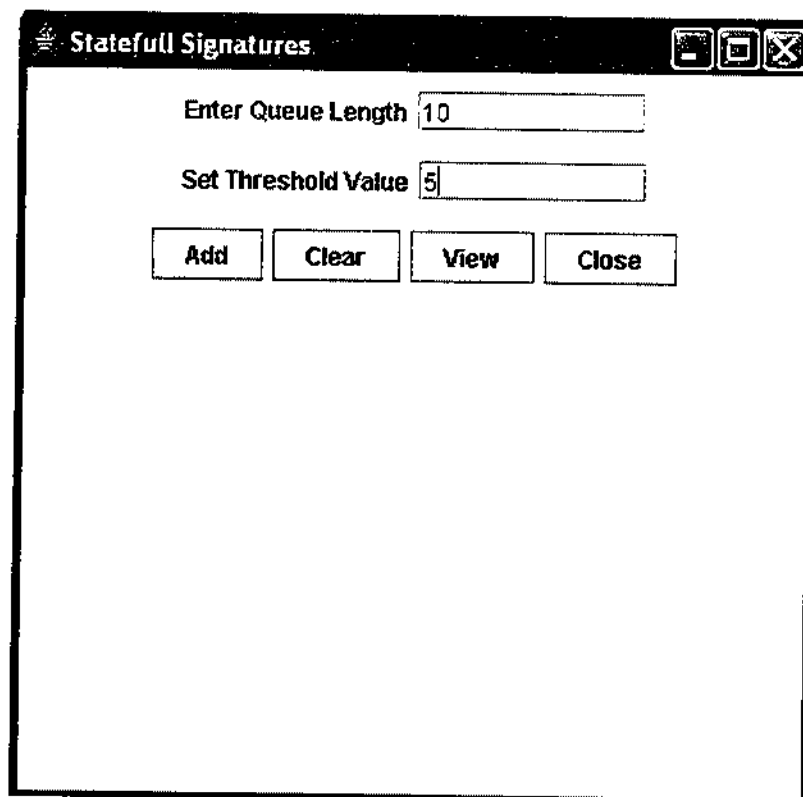 Statefull Signatures
Enter Queue Length 10
Set Threshold Value 5
Add Clear View Close